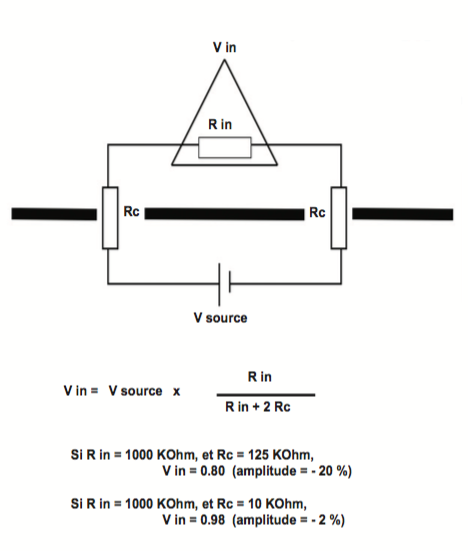 V in
R in
Rc
Rc
V source
V in = V source x
R in
R in + 2 Rc
Si R in = 1000 KOhm, et Rc = 125 KOhm,
V in = 0.80 (amplitude = - 20 %)
Si R in = 1000 KOhm, et Rc = 10 KOhm,
V in = 0.98 (amplitude = - 2 %)